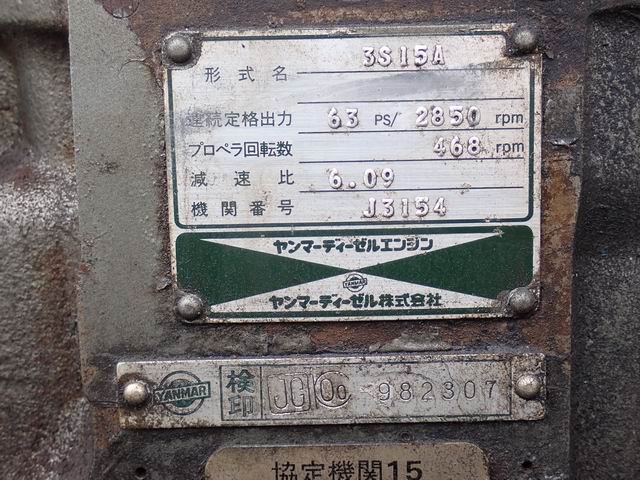 形式名 3S15A
連続定格出力 63 PS/ 2850 rpm
プロペラ回転数 468 rpm
減速比 6.09
機関番号 J3154
ヤンマーディーゼルエンジン
YANMAR
ヤンマーディーゼル株式会社
YANMAR 検印 JG 982307
協定機関15